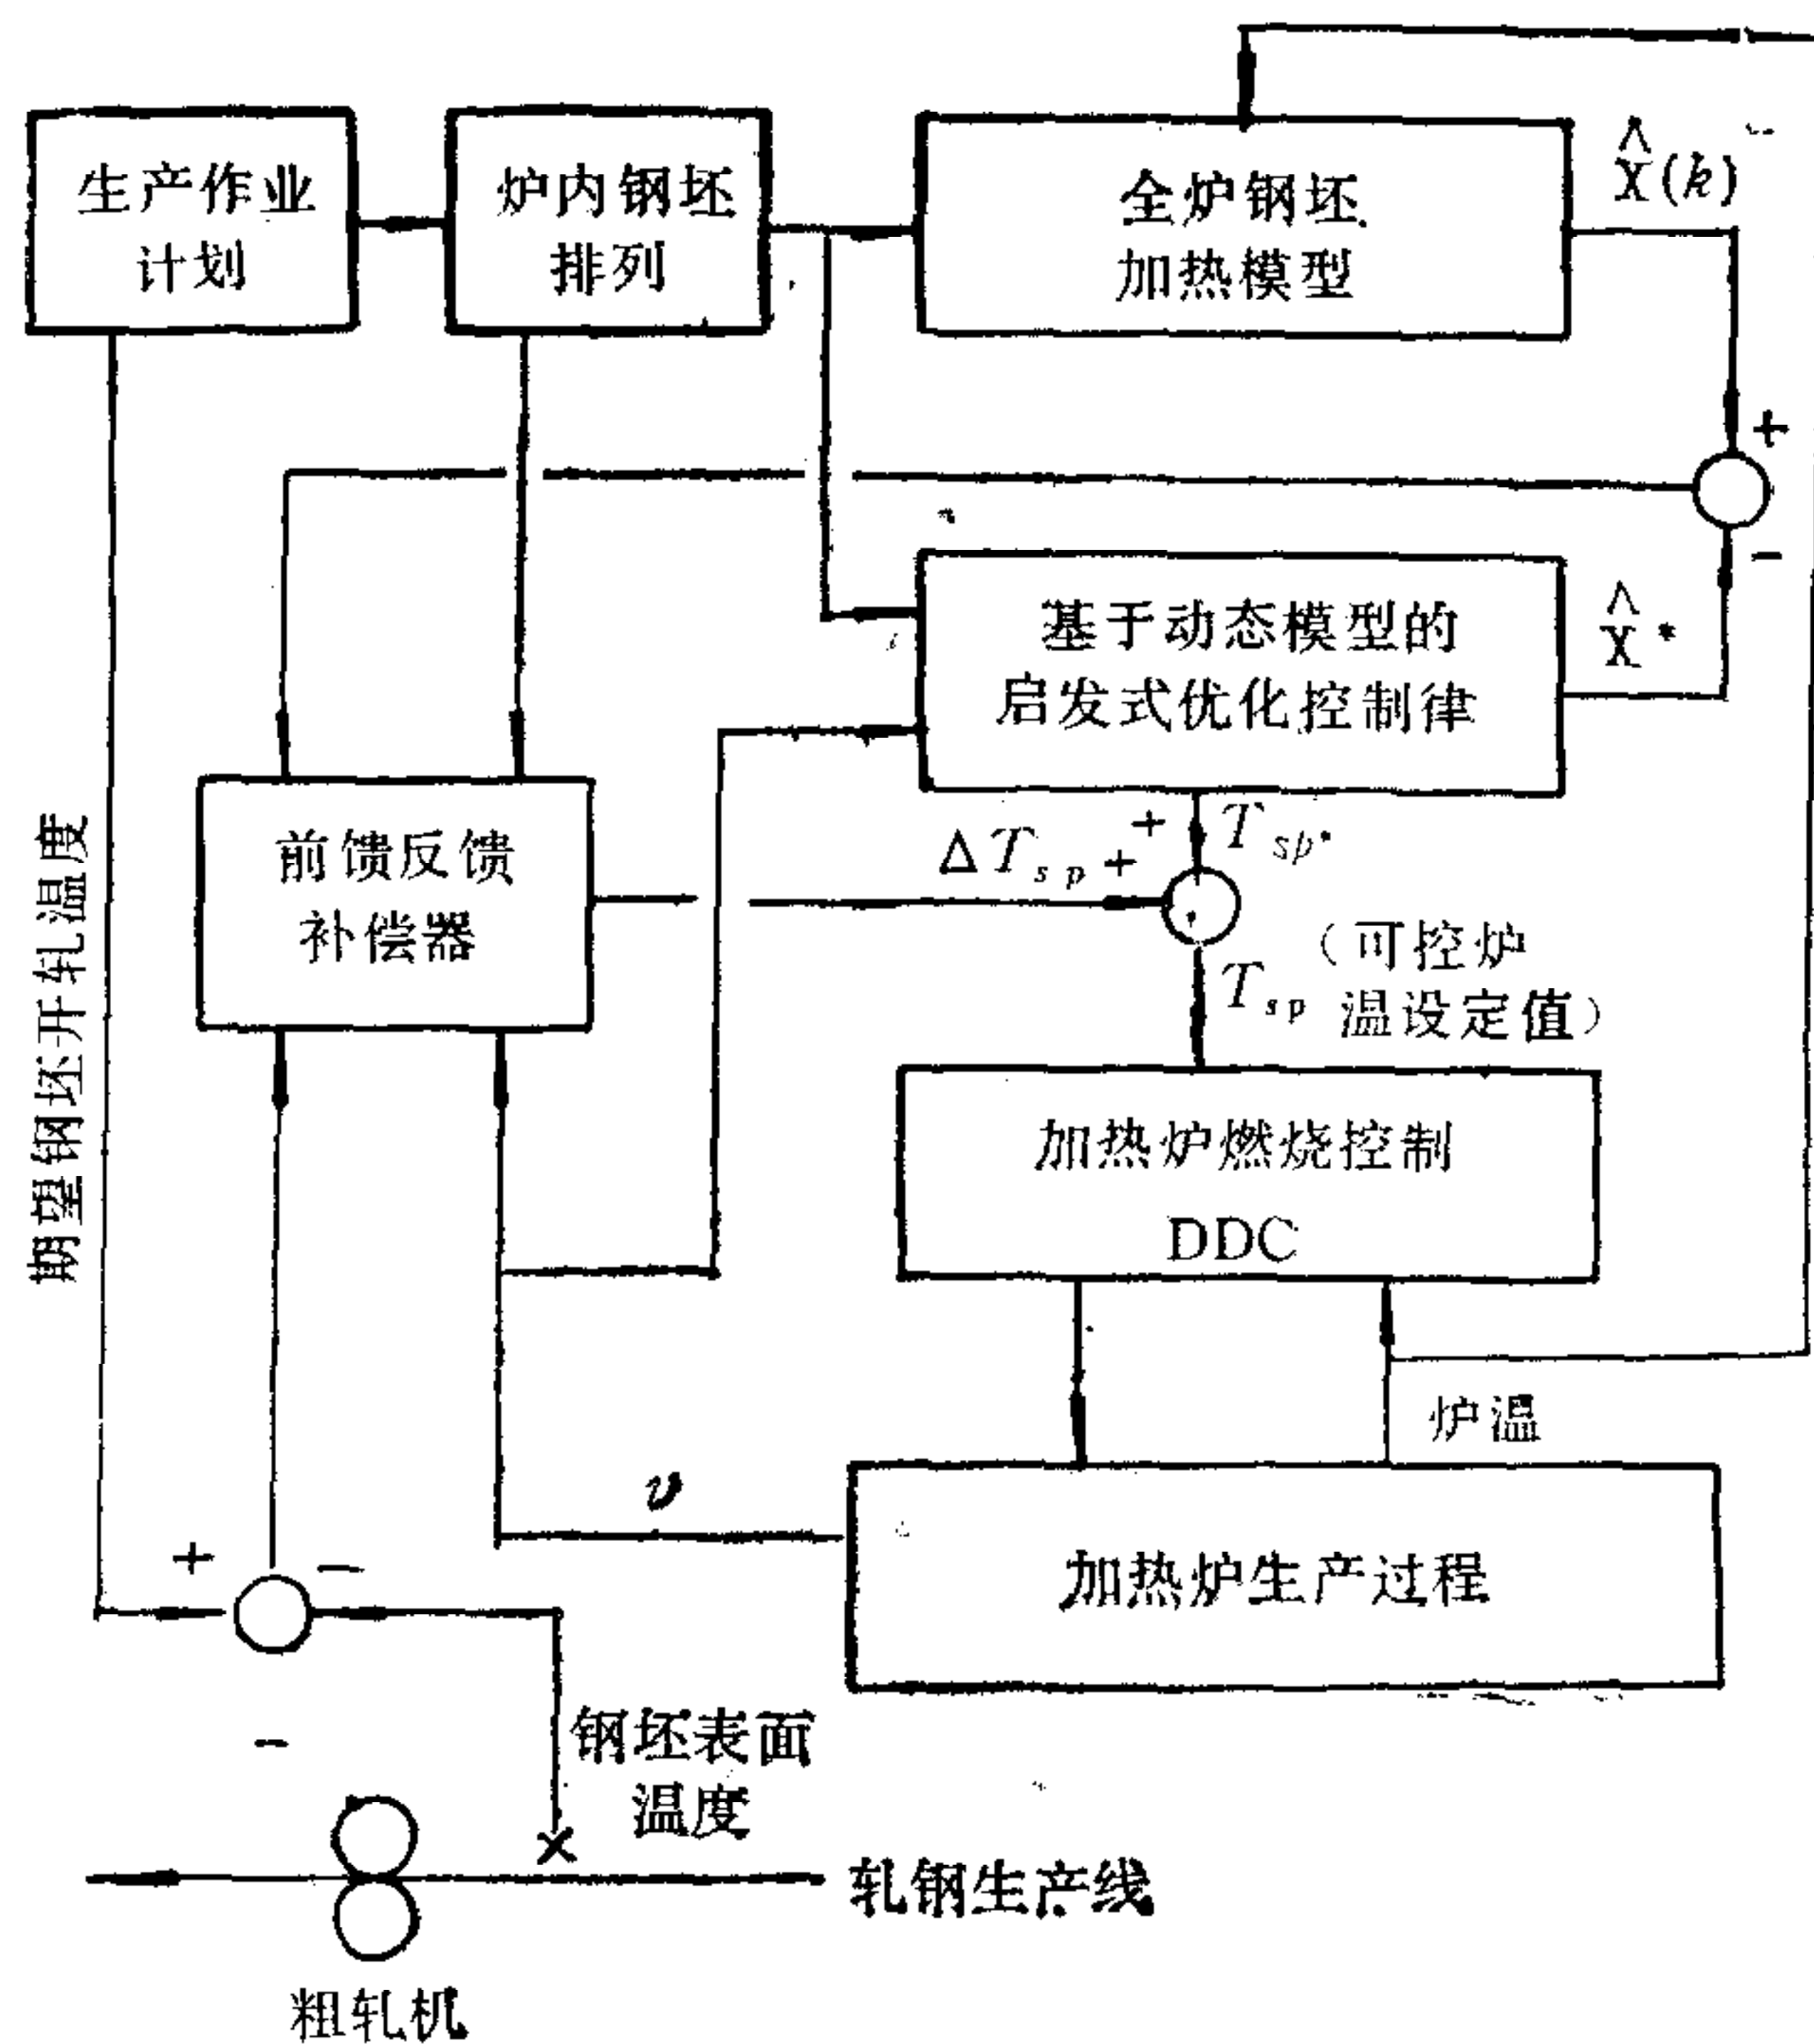 生产作业
计划
炉内钢坯
排列
全炉钢坯
加热模型
X̂(k)
+
−
基于动态模型的
启发式优化控制律
X̂*
前馈反馈
补偿器
+
T_sp*
ΔT_sp +
(可控炉
T_sp 温设定值)
期望钢坯开轧温度
加热炉燃烧控制
DDC
炉温
v
加热炉生产过程
+ −
−
钢坯表面
温度
轧钢生产线
粗轧机